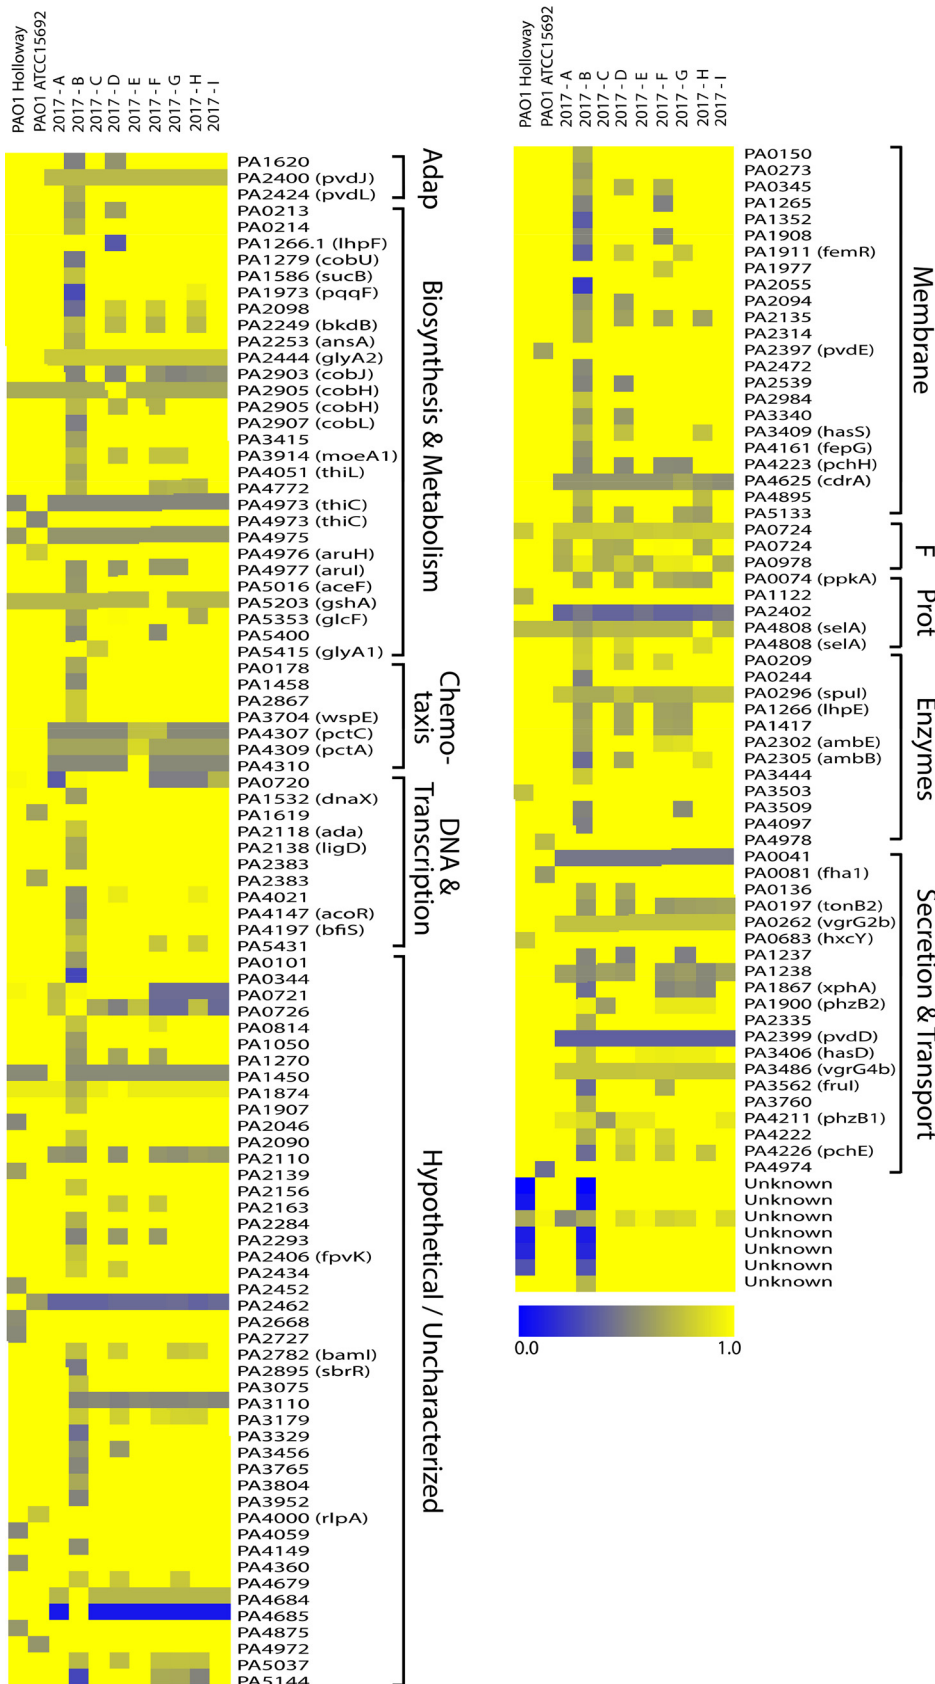 PAO1 Holloway
PAO1 ATCC15692
2017 - A
2017 - B
2017 - C
2017 - D
2017 - E
2017 - F
2017 - G
2017 - H
2017 - I
PA1620
PA2400 (pvdJ)
PA2424 (pvdL)
Adap
PA0213
PA0214
PA1266.1 (lhpF)
PA1279 (cobU)
PA1586 (sucB)
PA1973 (pqqF)
PA2098
PA2249 (bkdB)
PA2253 (ansA)
PA2444 (glyA2)
PA2903 (cobJ)
PA2905 (cobH)
PA2905 (cobH)
PA2907 (cobL)
PA3415
PA3914 (moeA1)
PA4051 (thiL)
PA4772
PA4973 (thiC)
PA4973 (thiC)
PA4975
PA4976 (aruH)
PA4977 (aruI)
PA5016 (aceF)
PA5203 (gshA)
PA5353 (glcF)
PA5400
PA5415 (glyA1)
Biosynthesis & Metabolism
PA0178
PA1458
PA2867
PA3704 (wspE)
PA4307 (pctC)
PA4309 (pctA)
PA4310
Chemo-
taxis
PA0720
PA1532 (dnaX)
PA1619
PA2118 (ada)
PA2138 (ligD)
PA2383
PA2383
PA4021
PA4147 (acoR)
PA4197 (bfiS)
PA5431
DNA &
Transcription
PA0101
PA0344
PA0721
PA0726
PA0814
PA1050
PA1270
PA1450
PA1874
PA1907
PA2046
PA2090
PA2110
PA2139
PA2156
PA2163
PA2284
PA2293
PA2406 (fpvK)
PA2434
PA2452
PA2462
PA2668
PA2727
PA2782 (bamI)
PA2895 (sbrR)
PA3075
PA3110
PA3179
PA3329
PA3456
PA3765
PA3804
PA3952
PA4000 (rlpA)
PA4059
PA4149
PA4360
PA4679
PA4684
PA4685
PA4875
PA4972
PA5037
PA5144
Hypothetical / Uncharacterized
PAO1 Holloway
PAO1 ATCC15692
2017 - A
2017 - B
2017 - C
2017 - D
2017 - E
2017 - F
2017 - G
2017 - H
2017 - I
PA0150
PA0273
PA0345
PA1265
PA1352
PA1908
PA1911 (femR)
PA1977
PA2055
PA2094
PA2135
PA2314
PA2397 (pvdE)
PA2472
PA2539
PA2984
PA3340
PA3409 (hasS)
PA4161 (fepG)
PA4223 (pchH)
PA4625 (cdrA)
PA4895
PA5133
Membrane
PA0724
PA0724
PA0978
F
PA0074 (ppkA)
PA1122
PA2402
PA4808 (selA)
PA4808 (selA)
Prot
PA0209
PA0244
PA0296 (spuI)
PA1266 (lhpE)
PA1417
PA2302 (ambE)
PA2305 (ambB)
PA3444
PA3503
PA3509
PA4097
PA4978
Enzymes
PA0041
PA0081 (fha1)
PA0136
PA0197 (tonB2)
PA0262 (vgrG2b)
PA0683 (hxcY)
PA1237
PA1238
PA1867 (xphA)
PA1900 (phzB2)
PA2335
PA2399 (pvdD)
PA3406 (hasD)
PA3486 (vgrG4b)
PA3562 (fruI)
PA3760
PA4211 (phzB1)
PA4222
PA4226 (pchE)
PA4974
Secretion & Transport
Unknown
Unknown
Unknown
Unknown
Unknown
Unknown
Unknown
0.0
1.0